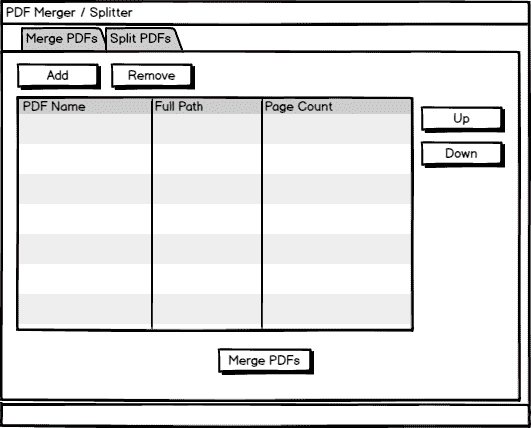 PDF Merger / Splitter
Merge PDFs Split PDFs
Add Remove
PDF Name Full Path Page Count
Up
Down
Merge PDFs